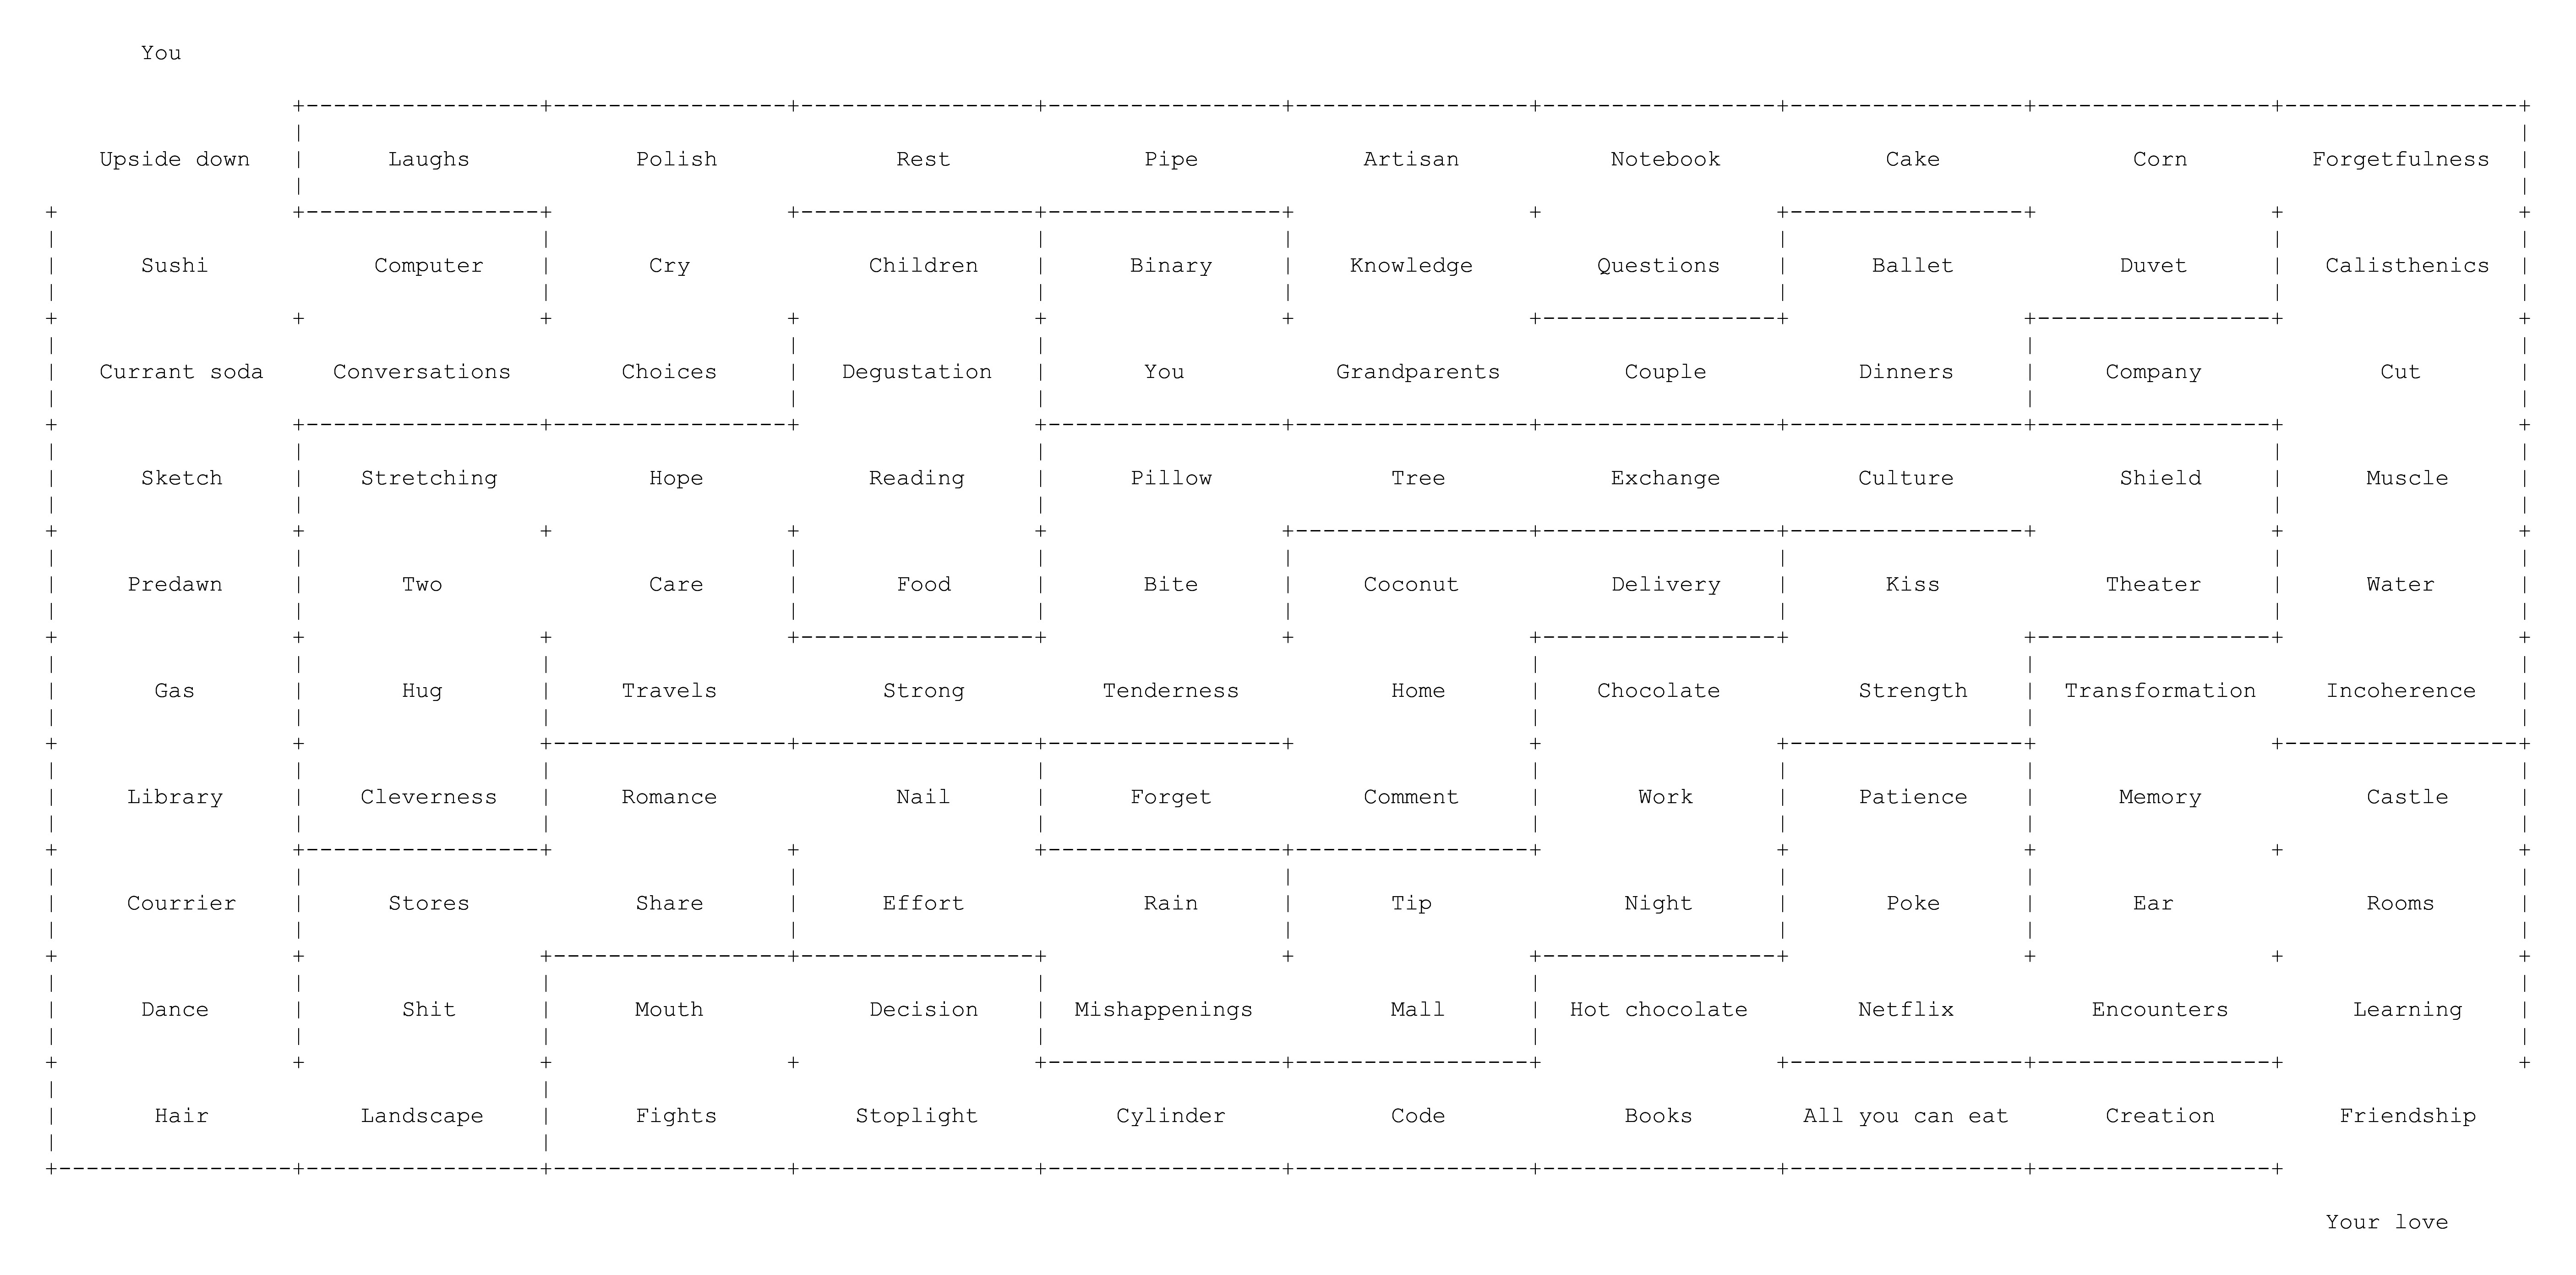 You
Upside down Laughs Polish Rest Pipe Artisan Notebook Cake Corn Forgetfulness
Sushi Computer Cry Children Binary Knowledge Questions Ballet Duvet Calisthenics
Currant soda Conversations Choices Degustation You Grandparents Couple Dinners Company Cut
Sketch Stretching Hope Reading Pillow Tree Exchange Culture Shield Muscle
Predawn Two Care Food Bite Coconut Delivery Kiss Theater Water
Gas Hug Travels Strong Tenderness Home Chocolate Strength Transformation Incoherence
Library Cleverness Romance Nail Forget Comment Work Patience Memory Castle
Courrier Stores Share Effort Rain Tip Night Poke Ear Rooms
Dance Shit Mouth Decision Mishappenings Mall Hot chocolate Netflix Encounters Learning
Hair Landscape Fights Stoplight Cylinder Code Books All you can eat Creation Friendship
Your love